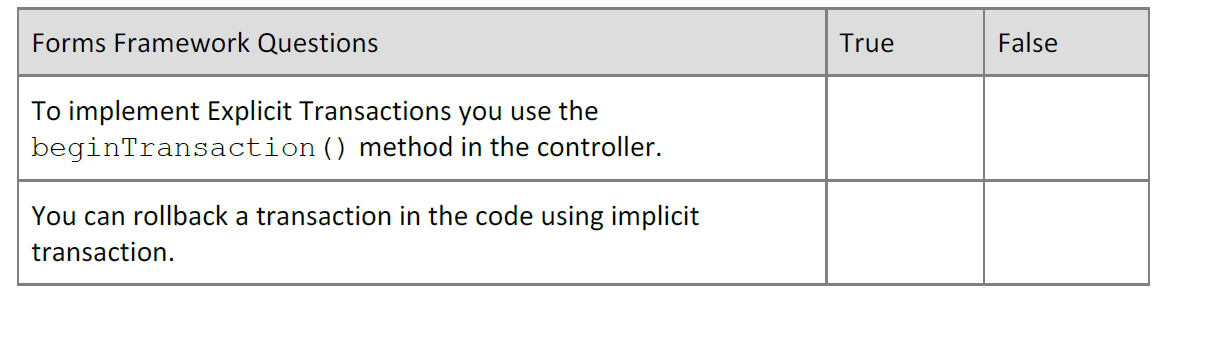 Forms Framework Questions True False
To implement Explicit Transactions you use the
beginTransaction() method in the controller.
You can rollback a transaction in the code using implicit
transaction.